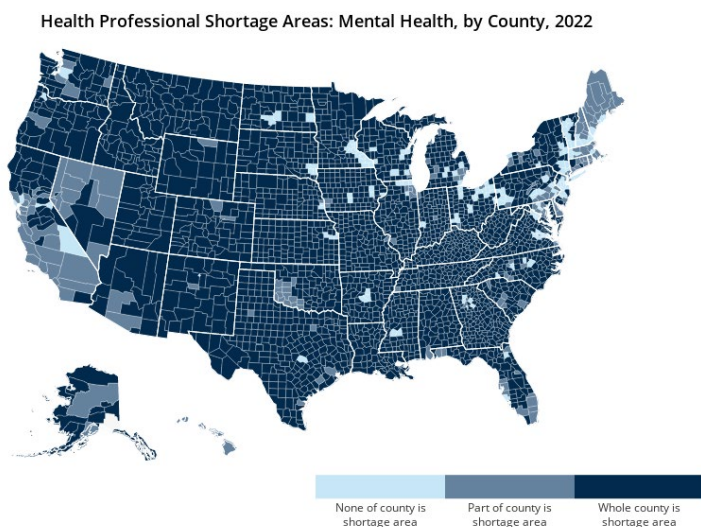 Health Professional Shortage Areas: Mental Health, by County, 2022
None of county is
shortage area
Part of county is
shortage area
Whole county is
shortage area